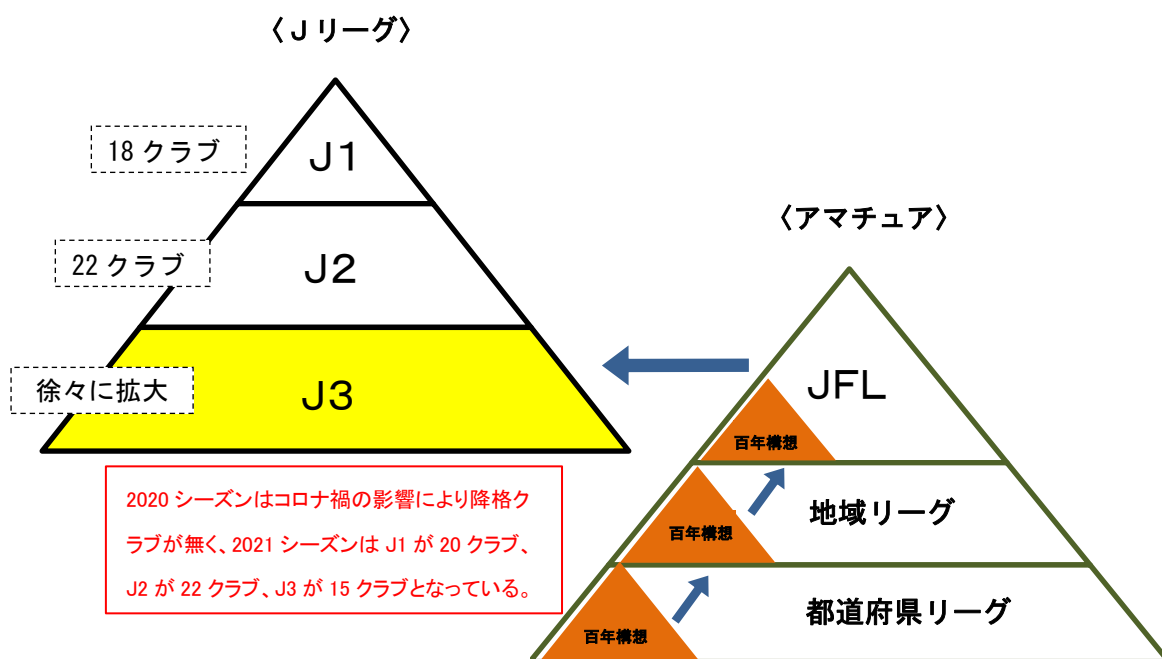 〈Jリーグ〉
18 クラブ
J1
22 クラブ
J2
徐々に拡大
J3
2020 シーズンはコロナ禍の影響により降格ク
ラブが無く、2021 シーズンは J1 が 20 クラブ、
J2 が 22 クラブ、J3 が 15 クラブとなっている。
〈アマチュア〉
JFL
百年構想
地域リーグ
百年構想
都道府県リーグ
百年構想